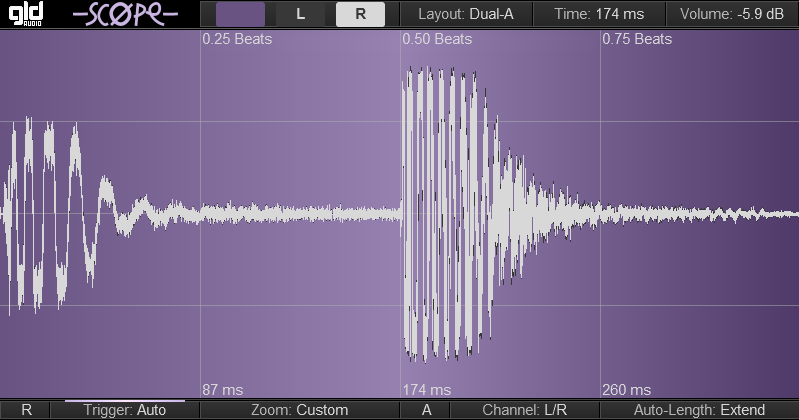 gld AUDIO SCØPE L R Layout: Dual-A Time: 174 ms Volume: -5.9 dB
0.25 Beats 0.50 Beats 0.75 Beats
87 ms 174 ms 260 ms
R Trigger: Auto Zoom: Custom A Channel: L/R Auto-Length: Extend